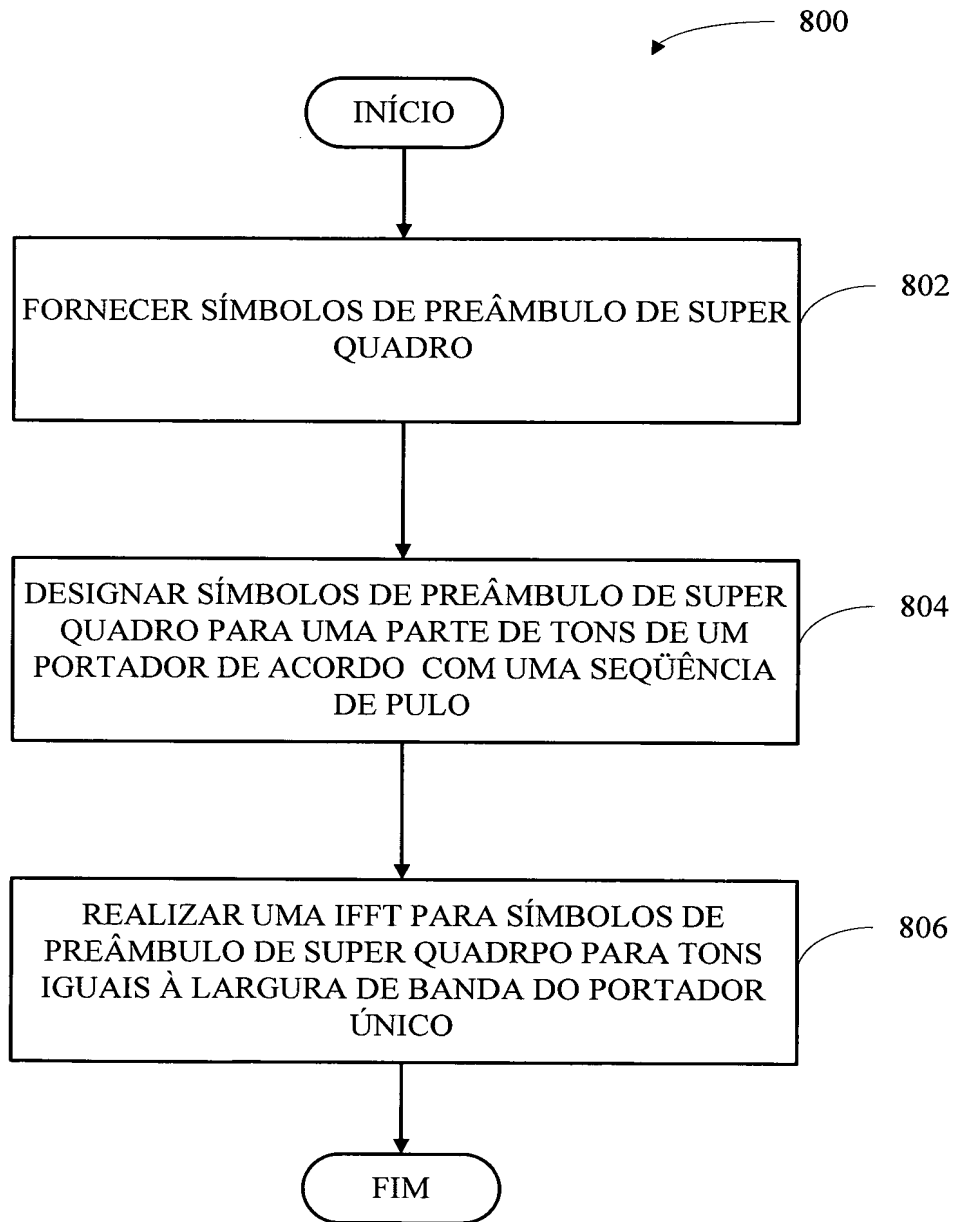 800
INÍCIO
FORNECER SÍMBOLOS DE PREÂMBULO DE SUPER
QUADRO
802
DESIGNAR SÍMBOLOS DE PREÂMBULO DE SUPER
QUADRO PARA UMA PARTE DE TONS DE UM
PORTADOR DE ACORDO COM UMA SEQÜÊNCIA
DE PULO
804
REALIZAR UMA IFFT PARA SÍMBOLOS DE
PREÂMBULO DE SUPER QUADRPO PARA TONS
IGUAIS À LARGURA DE BANDA DO PORTADOR
ÚNICO
806
FIM